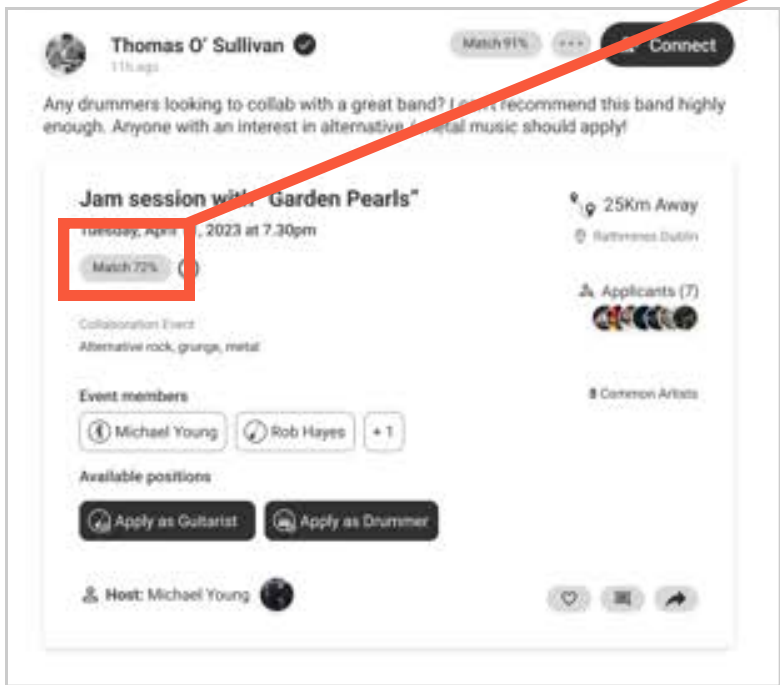 Thomas O' Sullivan
Match 91%
Connect
11h ago
Any drummers looking to collab with a great band? I recommend this band highly
enough. Anyone with an interest in alternative / metal music should apply!
Jam session with "Garden Pearls"
25Km Away
Tuesday, April , 2023 at 7.30pm
Rathmines Dublin
Match 72%
Applicants (7)
Collaboration Event
Alternative rock, grunge, metal
Event members
8 Common Artists
Michael Young
Rob Hayes
+ 1
Available positions
Apply as Guitarist
Apply as Drummer
Host: Michael Young